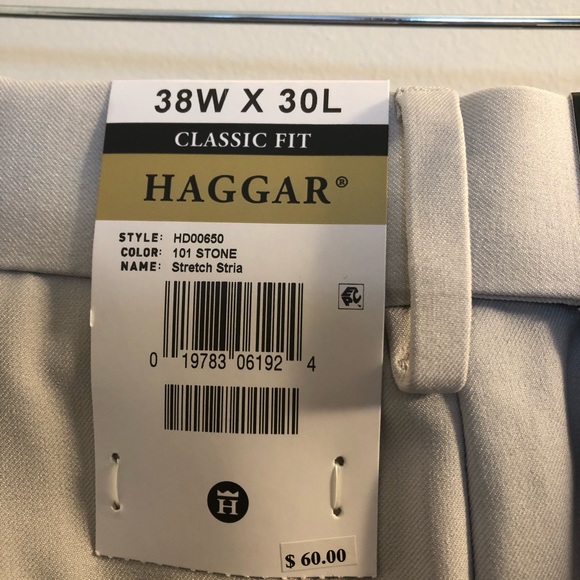 38W X 30L
CLASSIC FIT
HAGGAR®
STYLE: HD00650
COLOR: 101 STONE
NAME: Stretch Stria
0 19783 06192 4
H
$ 60.00